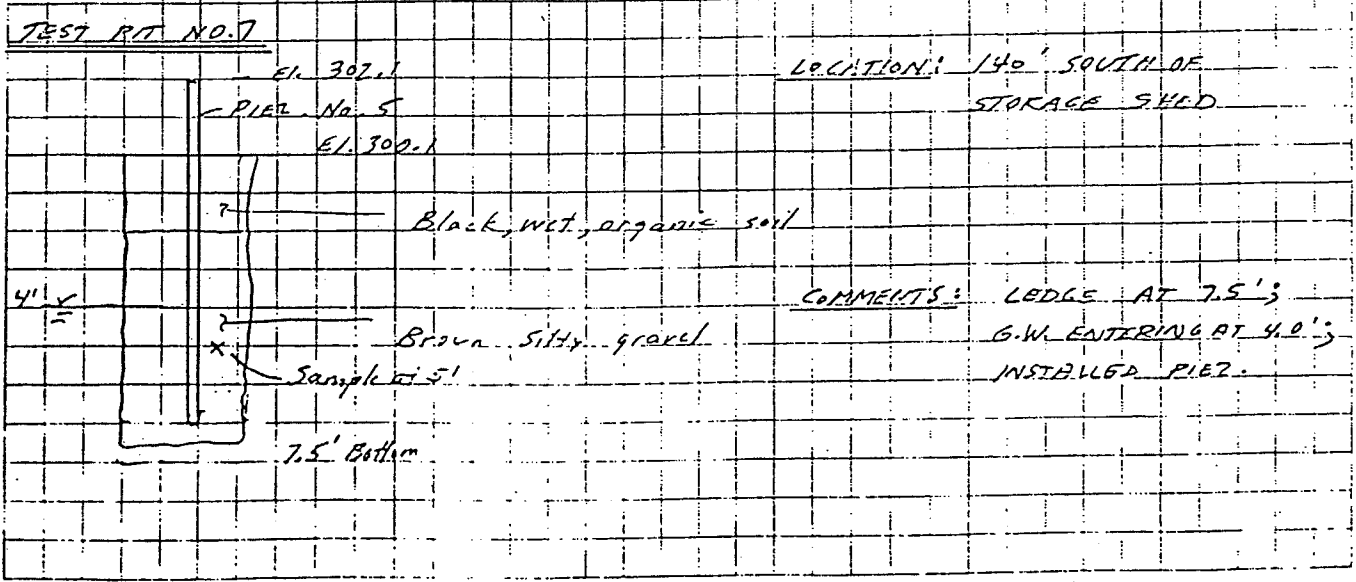 TEST PIT NO.7
El. 302.1
PIEZ. No. 5
El. 300.1
Black, wet, organic soil
4'
Brown silty gravel
Sample at 5'
7.5' Bottom
LOCATION: 140' SOUTH OF
STORAGE SHED
COMMENTS: LEDGE AT 7.5';
G.W. ENTERING AT 4.0';
INSTALLED PIEZ.